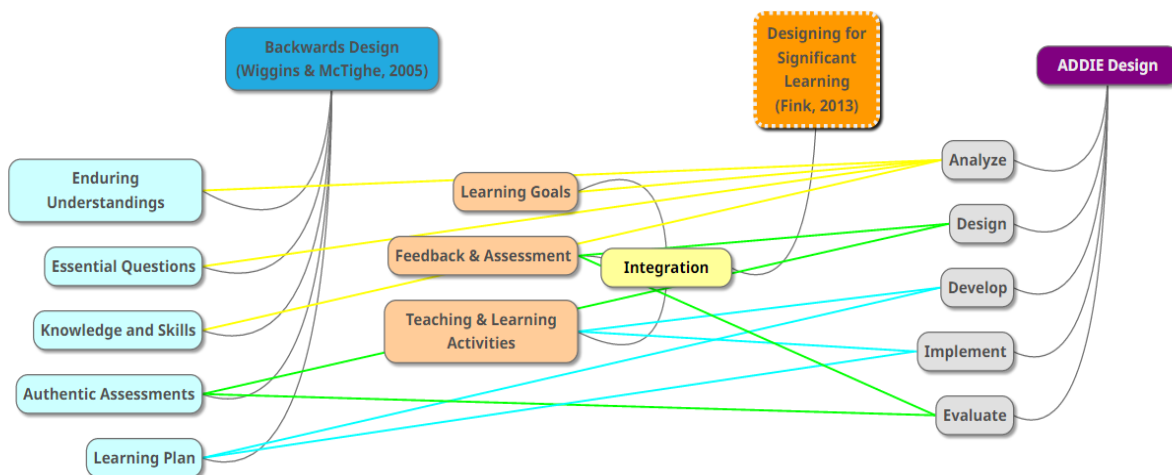 Backwards Design
(Wiggins & McTighe, 2005)
Designing for
Significant
Learning
(Fink, 2013)
ADDIE Design
Enduring
Understandings
Essential Questions
Knowledge and Skills
Authentic Assessments
Learning Plan
Learning Goals
Feedback & Assessment
Teaching & Learning
Activities
Integration
Analyze
Design
Develop
Implement
Evaluate